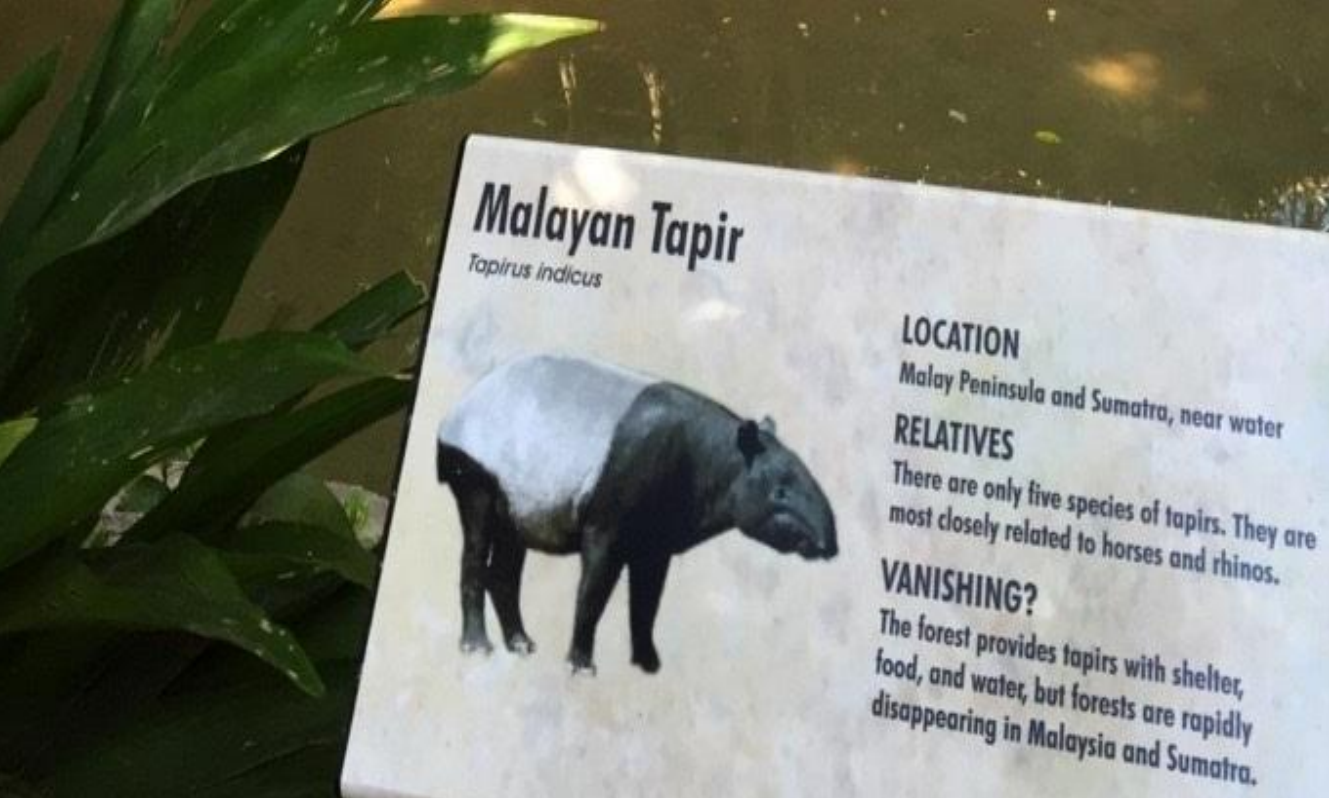 Malayan Tapir
Tapirus indicus
LOCATION
Malay Peninsula and Sumatra, near water
RELATIVES
There are only five species of tapirs. They are
most closely related to horses and rhinos.
VANISHING?
The forest provides tapirs with shelter,
food, and water, but forests are rapidly
disappearing in Malaysia and Sumatra.